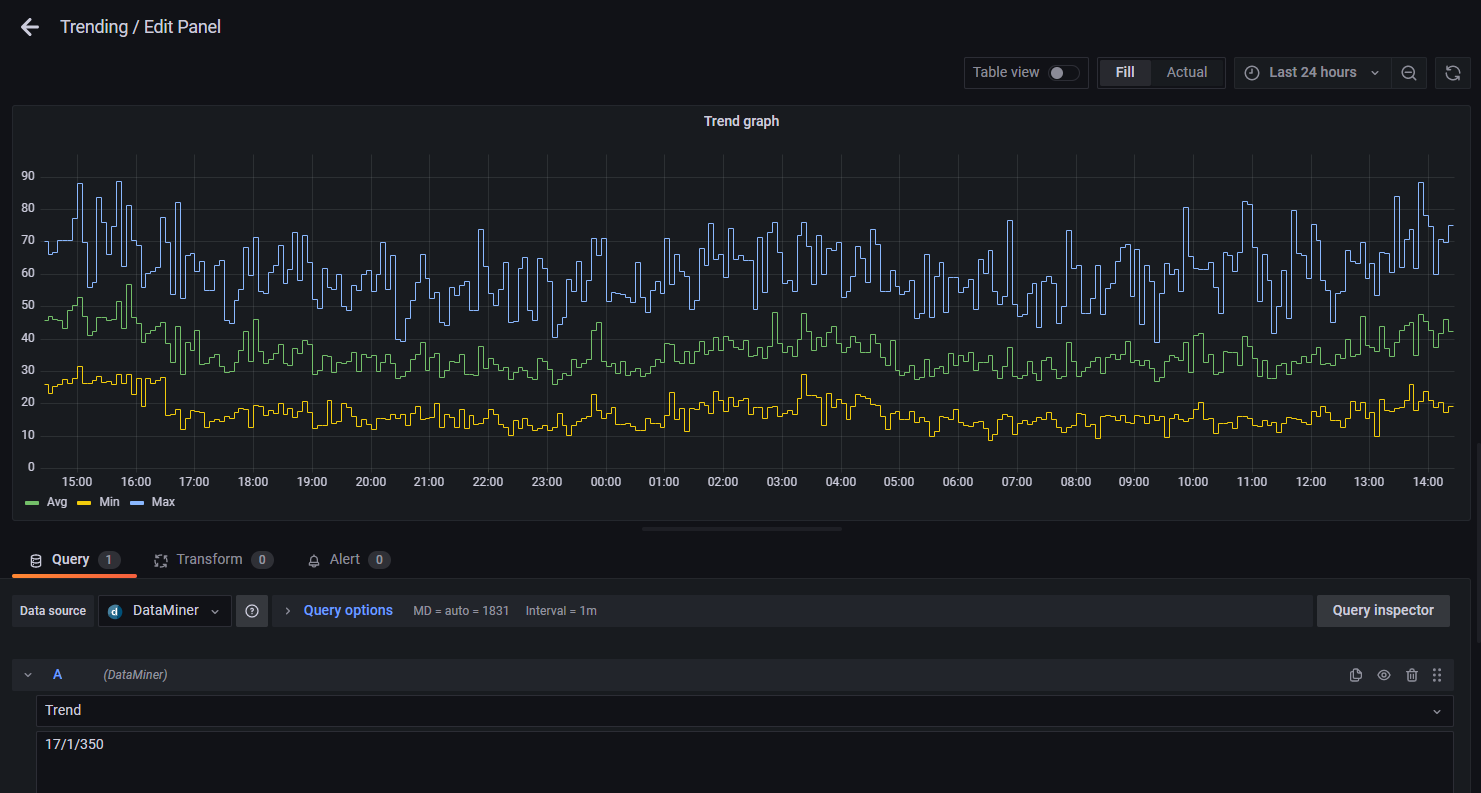 Trending / Edit Panel
Table view Fill Actual Last 24 hours
Trend graph
90
80
70
60
50
40
30
20
10
0
15:00 16:00 17:00 18:00 19:00 20:00 21:00 22:00 23:00 00:00 01:00 02:00 03:00 04:00 05:00 06:00 07:00 08:00 09:00 10:00 11:00 12:00 13:00 14:00
Avg Min Max
Query 1 Transform 0 Alert 0
Data source d DataMiner Query options MD = auto = 1831 Interval = 1m Query inspector
A (DataMiner)
Trend
17/1/350